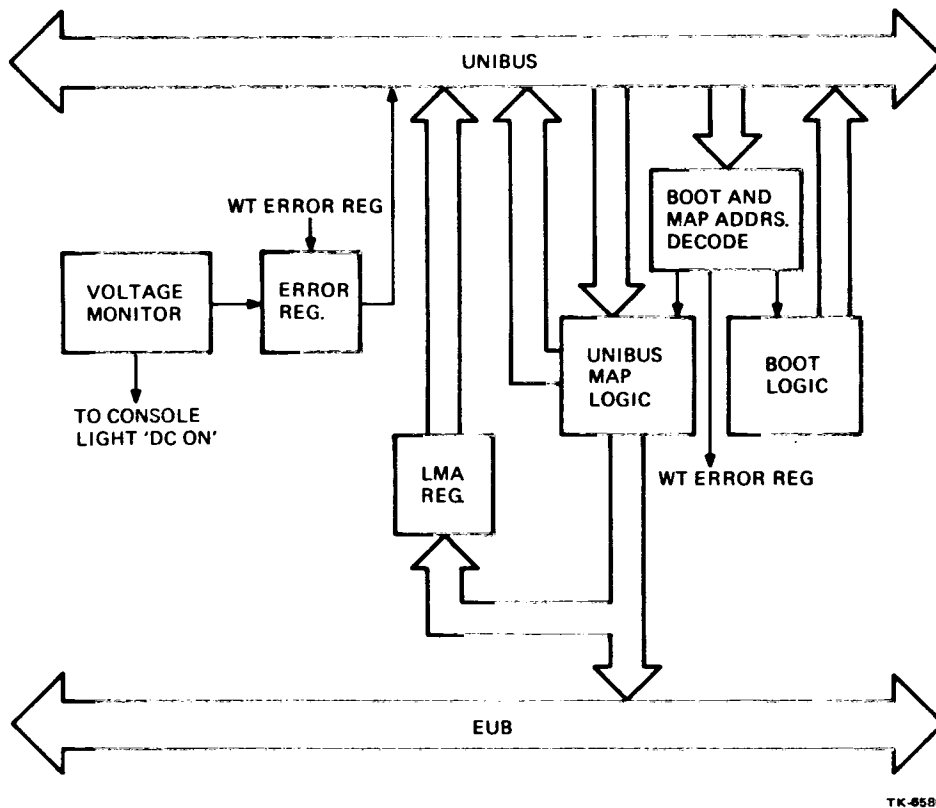 UNIBUS
WT ERROR REG
BOOT AND
MAP ADDRS.
DECODE
VOLTAGE
MONITOR
ERROR
REG.
UNIBUS
MAP
LOGIC
BOOT
LOGIC
TO CONSOLE
LIGHT 'DC ON'
LMA
REG.
WT ERROR REG
EUB